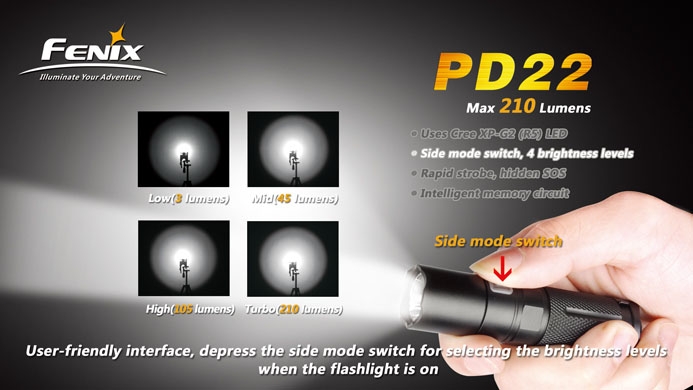 FENIX
Illuminate Your Adventure
PD22
Max 210 Lumens
• Uses Cree XP-G2 (R5) LED
• Side mode switch, 4 brightness levels
• Rapid strobe, hidden SOS
• Intelligent memory circuit
Low(8 lumens)
Mid(45 lumens)
High(105 lumens)
Turbo(210 lumens)
Side mode switch
User-friendly interface, depress the side mode switch for selecting the brightness levels
when the flashlight is on